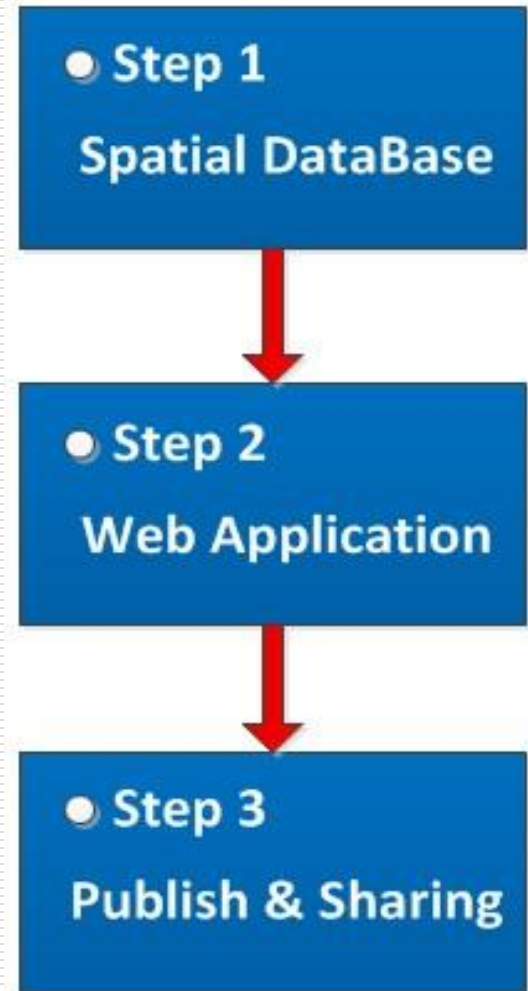 Step 1
Spatial DataBase
Step 2
Web Application
Step 3
Publish & Sharing